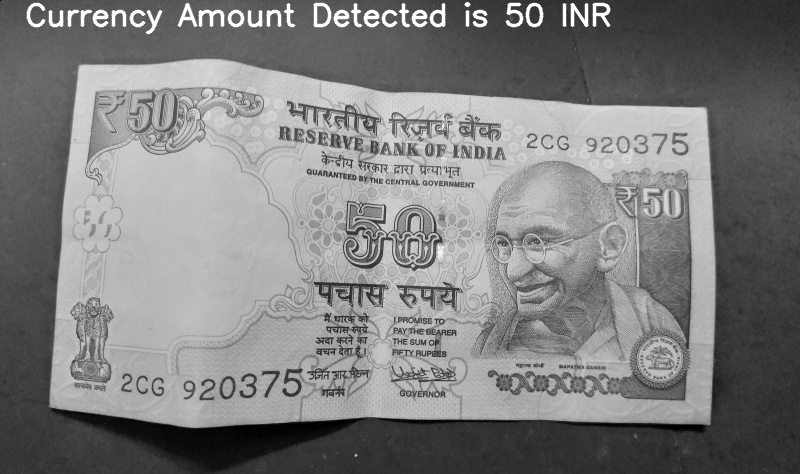 Currency Amount Detected is 50 INR
₹50
भारतीय रिज़र्व बैंक
RESERVE BANK OF INDIA
2CG 920375
केन्द्रीय सरकार द्वारा प्रत्याभूत
GUARANTEED BY THE CENTRAL GOVERNMENT
₹50
50
पचास रुपये
मैं धारक को
पचास रुपये
अदा करने का
वचन देता हूँ।
I PROMISE TO
PAY THE BEARER
THE SUM OF
FIFTY RUPEES
महात्मा गांधी
MAHATMA GANDHI
सत्यमेव जयते
2CG 920375
उर्जित आर. पटेल
गवर्नर
GOVERNOR